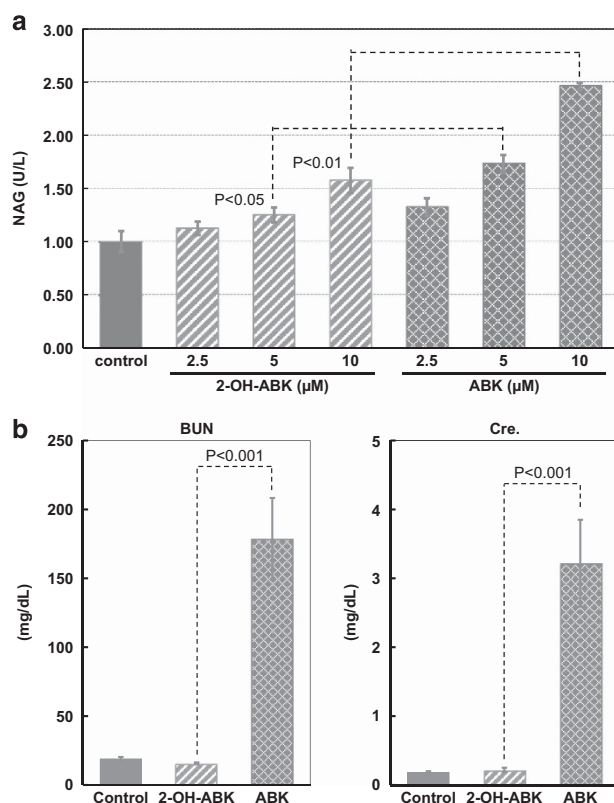 a
3.00
2.50
2.00
P<0.01
1.50
P<0.05
1.00
0.50
0.00
NAG (U/L)
control 2.5 5 10 2.5 5 10
2-OH-ABK (μM) ABK (μM)
b
BUN
250
P<0.001
200
150
100
50
0
(mg/dL)
Control 2-OH-ABK ABK
Cre.
5
P<0.001
4
3
2
1
0
(mg/dL)
Control 2-OH-ABK ABK